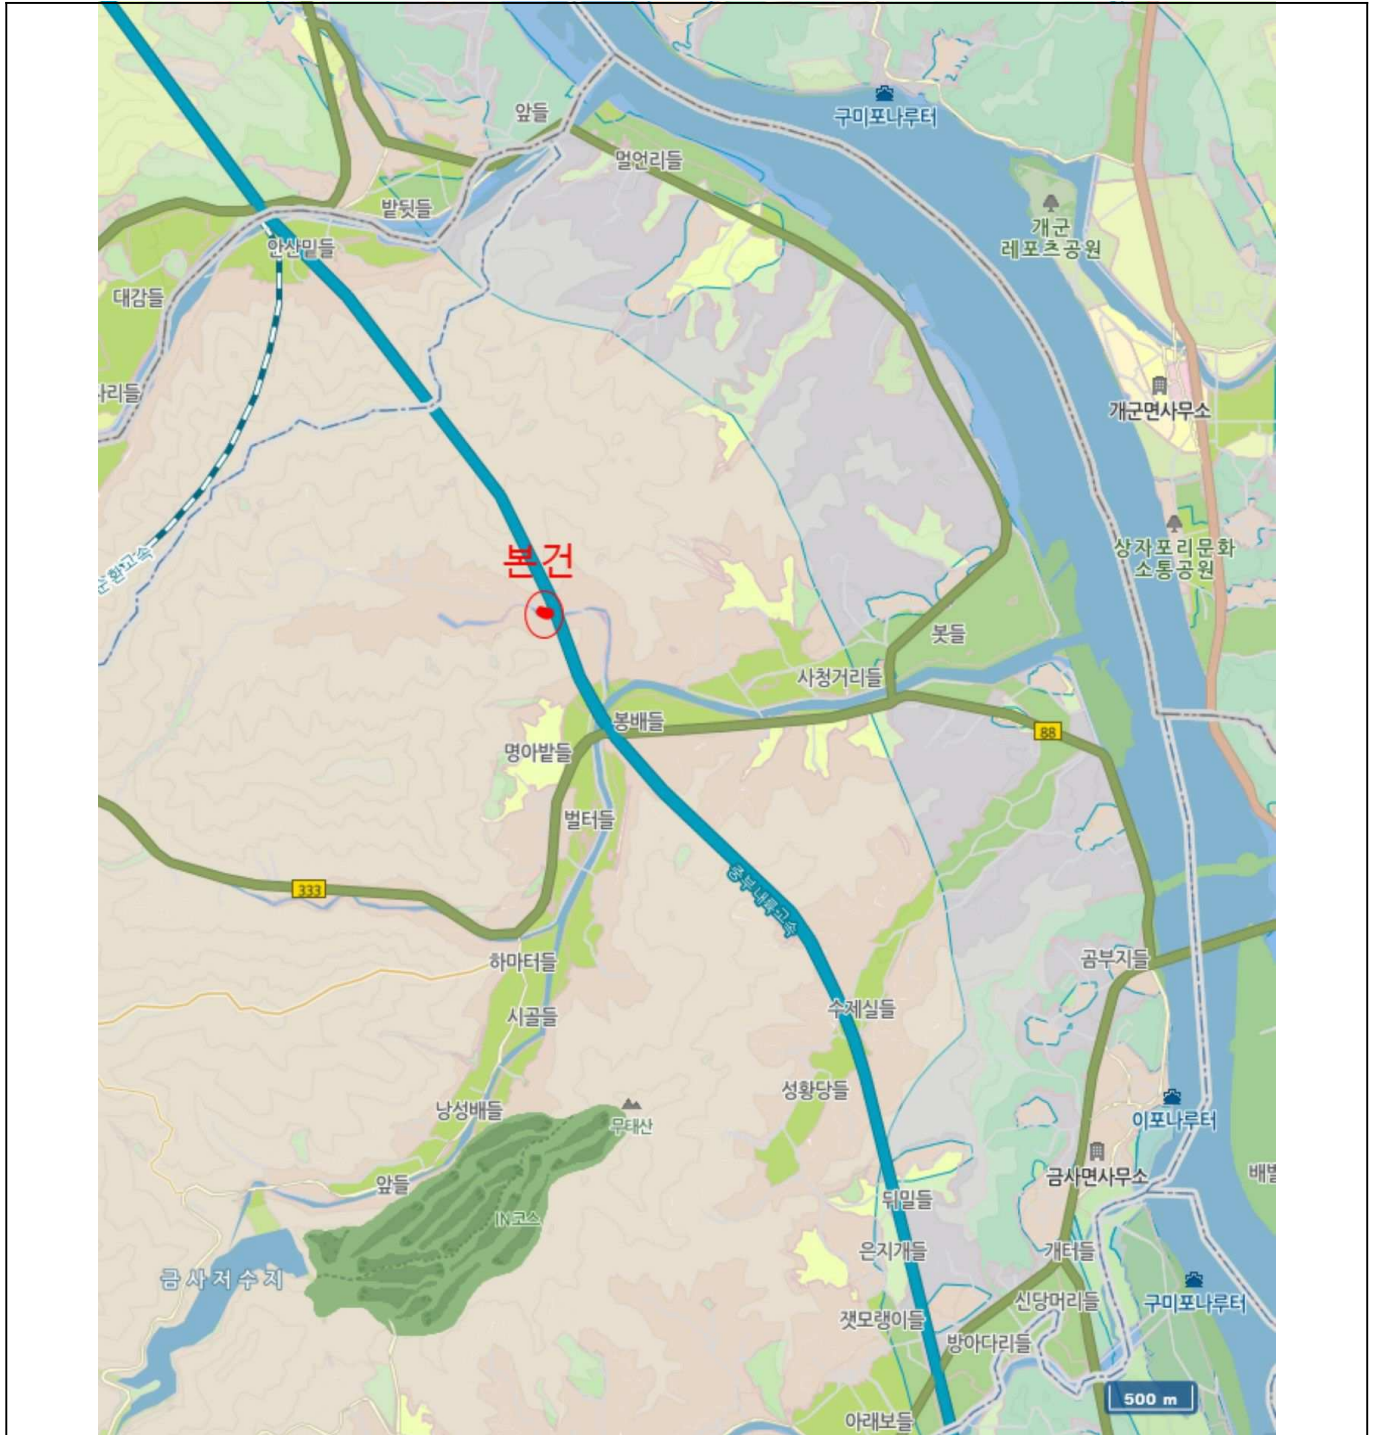 구미포나루터
앞들
멀언리들
밭뒷들
개군
레포츠공원
안산밑들
대감들
개군면사무소
상자포리문화
소통공원
순환고속
본건
봇들
사청거리들
봉배들
88
명아밭들
벌터들
중부내륙고속
333
하마터들
곰부지들
수제실들
시골들
성황당들
낭성배들
무태산
이포나루터
금사면사무소
앞들
뒤밀들
IN코스
은지개들
개터들
금사저수지
신당머리들
구미포나루터
잿모랭이들
방아다리들
500 m
아래보들